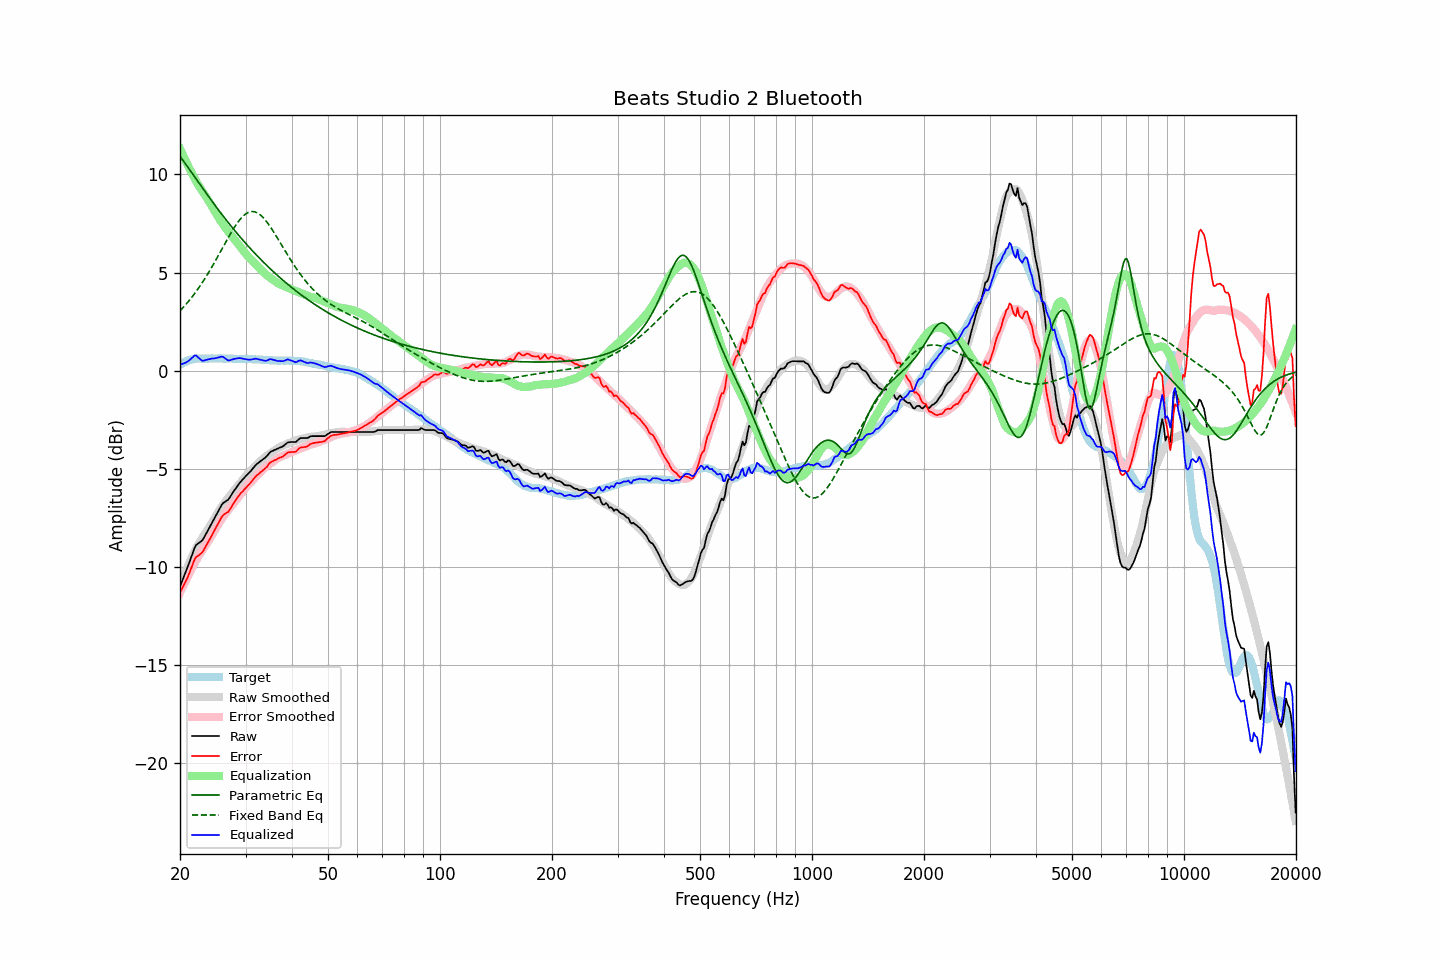 Beats Studio 2 Bluetooth
Amplitude (dBr)
10
5
0
−5
−10
−15
−20
Target
Raw Smoothed
Error Smoothed
Raw
Error
Equalization
Parametric Eq
Fixed Band Eq
Equalized
20 50 100 200 500 1000 2000 5000 10000 20000
Frequency (Hz)